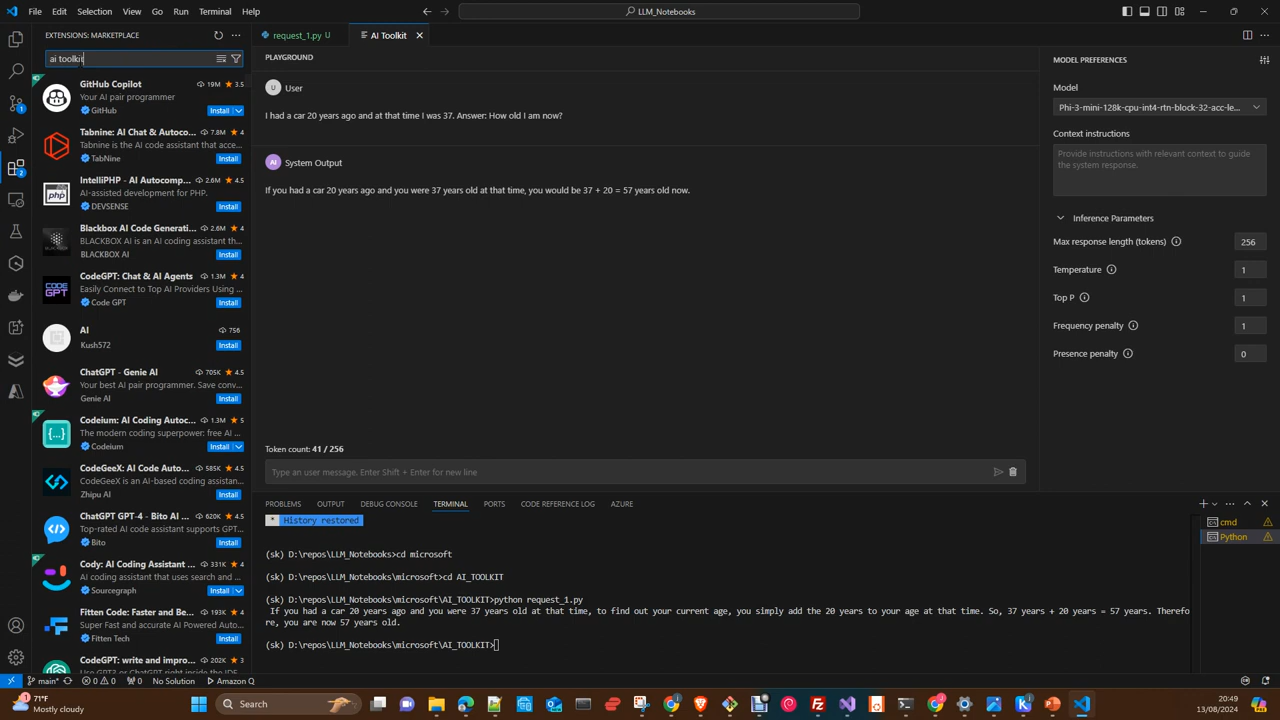 File Edit Selection View Go Run Terminal Help
LLM_Notebooks
EXTENSIONS: MARKETPLACE
ai toolkit
GitHub Copilot 19M 3.5
Your AI pair programmer
GitHub Install
Tabnine: AI Chat & Autoco... 7.8M 4
Tabnine is the AI code assistant that acce...
TabNine Install
IntelliPHP - AI Autocomp... 2.6M 4.5
AI-assisted development for PHP.
DEVSENSE Install
Blackbox AI Code Generati... 2.6M 4
BLACKBOX AI is an AI coding assistant th...
BLACKBOX AI Install
CodeGPT: Chat & AI Agents 1.3M 4
Easily Connect to Top AI Providers Using ...
Code GPT Install
AI 756
Kush572 Install
ChatGPT - Genie AI 705K 4.5
Your best AI pair programmer. Save conv...
Genie AI Install
Codeium: AI Coding Autoc... 1.3M 5
The modern coding superpower: free AI ...
Codeium Install
CodeGeeX: AI Code Auto... 585K 4.5
CodeGeeX is an AI-based coding assistan...
Zhipu AI Install
ChatGPT GPT-4 - Bito AI ... 620K 4.5
Top-rated AI code assistant supports GPT...
Bito Install
Cody: AI Coding Assistant ... 331K 4
AI coding assistant that uses search and ...
Sourcegraph Install
Fitten Code: Faster and Be... 193K 4
Super Fast and accurate AI Powered Auto...
Fitten Tech Install
CodeGPT: write and impro... 202K 3
request_1.py U AI Toolkit
PLAYGROUND
U User
I had a car 20 years ago and at that time I was 37. Answer: How old I am now?
AI System Output
If you had a car 20 years ago and you were 37 years old at that time, you would be 37 + 20 = 57 years old now.
Token count: 41 / 256
Type an user message. Enter Shift + Enter for new line
MODEL PREFERENCES
Model
Phi-3-mini-128k-cpu-int4-rtn-block-32-acc-le...
Context instructions
Provide instructions with relevant context to guide
the system response.
Inference Parameters
Max response length (tokens) 256
Temperature 1
Top P 1
Frequency penalty 1
Presence penalty 0
PROBLEMS OUTPUT DEBUG CONSOLE TERMINAL PORTS CODE REFERENCE LOG AZURE
* History restored
(sk) D:\repos\LLM_Notebooks>cd microsoft
(sk) D:\repos\LLM_Notebooks\microsoft>cd AI_TOOLKIT
(sk) D:\repos\LLM_Notebooks\microsoft\AI_TOOLKIT>python request_1.py
If you had a car 20 years ago and you were 37 years old at that time, to find out your current age, you simply add the 20 years to your age at that time. So, 37 years + 20 years = 57 years. Therefo
re, you are now 57 years old.
(sk) D:\repos\LLM_Notebooks\microsoft\AI_TOOLKIT>
cmd
Python
main* 0 0 0 No Solution Amazon Q
71°F
Mostly cloudy
Search
20:49
13/08/2024